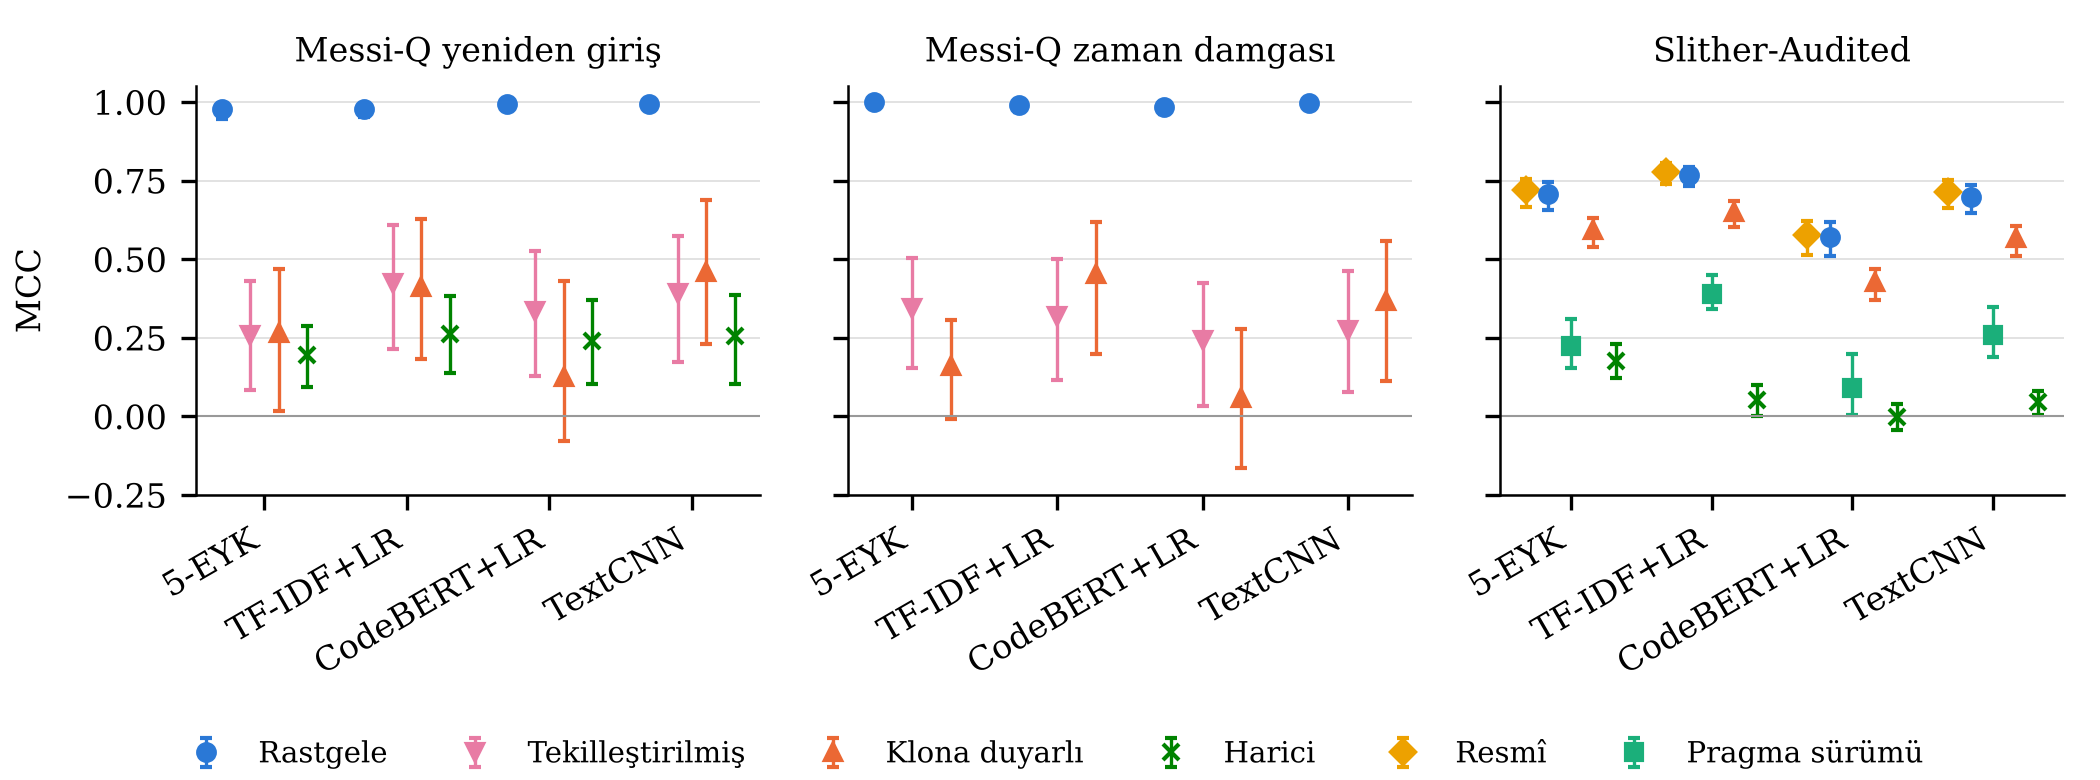 Messi-Q yeniden giriş
Messi-Q zaman damgası
Slither-Audited
MCC
1.00
0.75
0.50
0.25
0.00
−0.25
5-EYK
TF-IDF+LR
CodeBERT+LR
TextCNN
5-EYK
TF-IDF+LR
CodeBERT+LR
TextCNN
5-EYK
TF-IDF+LR
CodeBERT+LR
TextCNN
Rastgele
Tekilleştirilmiş
Klona duyarlı
Harici
Resmî
Pragma sürümü